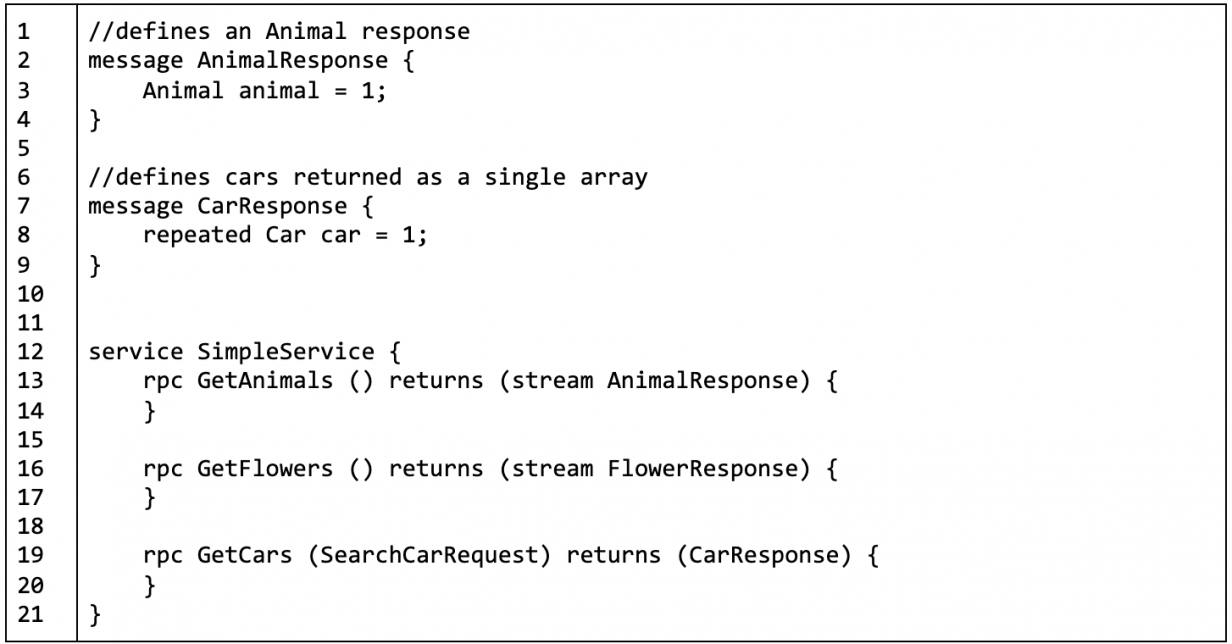 1 //defines an Animal response
2 message AnimalResponse {
3     Animal animal = 1;
4 }
5
6 //defines cars returned as a single array
7 message CarResponse {
8     repeated Car car = 1;
9 }
10
11
12 service SimpleService {
13     rpc GetAnimals () returns (stream AnimalResponse) {
14     }
15
16     rpc GetFlowers () returns (stream FlowerResponse) {
17     }
18
19     rpc GetCars (SearchCarRequest) returns (CarResponse) {
20     }
21 }